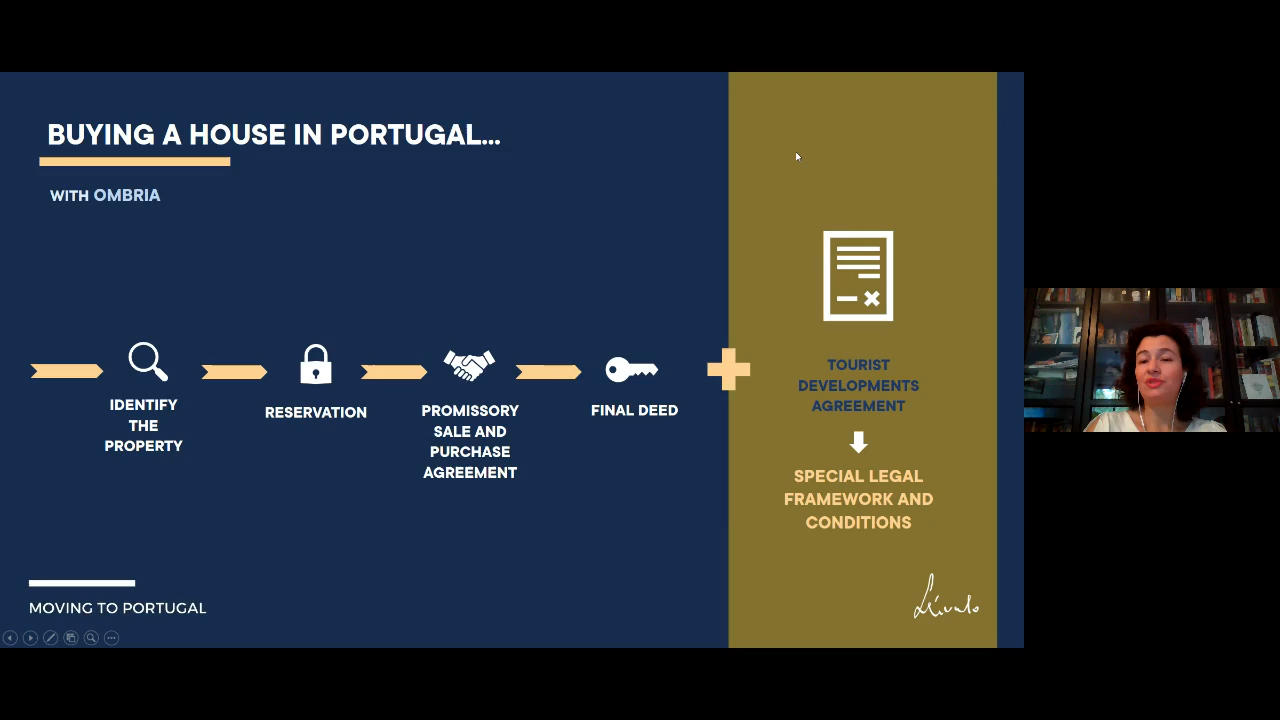 BUYING A HOUSE IN PORTUGAL...
WITH OMBRIA
IDENTIFY
THE
PROPERTY
RESERVATION
PROMISSORY
SALE AND
PURCHASE
AGREEMENT
FINAL DEED
TOURIST
DEVELOPMENTS
AGREEMENT
SPECIAL LEGAL
FRAMEWORK AND
CONDITIONS
MOVING TO PORTUGAL